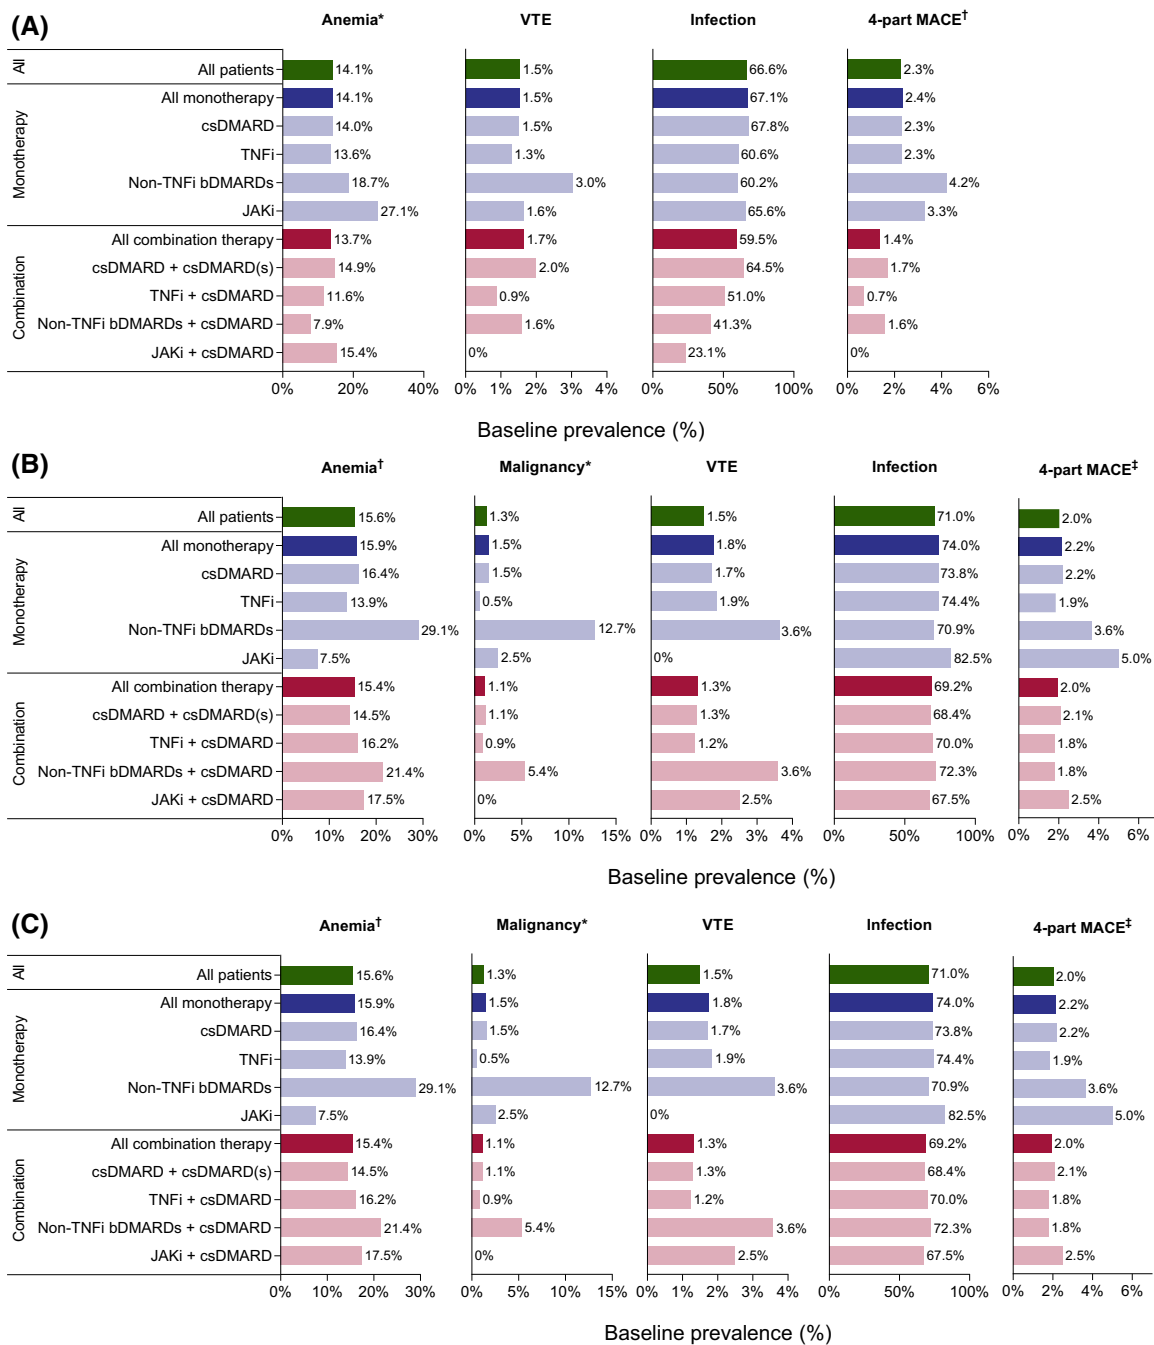 (A)
Anemia* VTE Infection 4-part MACE†
All All patients 14.1% 1.5% 66.6% 2.3%
Monotherapy
All monotherapy 14.1% 1.5% 67.1% 2.4%
csDMARD 14.0% 1.5% 67.8% 2.3%
TNFi 13.6% 1.3% 60.6% 2.3%
Non-TNFi bDMARDs 18.7% 3.0% 60.2% 4.2%
JAKi 27.1% 1.6% 65.6% 3.3%
Combination
All combination therapy 13.7% 1.7% 59.5% 1.4%
csDMARD + csDMARD(s) 14.9% 2.0% 64.5% 1.7%
TNFi + csDMARD 11.6% 0.9% 51.0% 0.7%
Non-TNFi bDMARDs + csDMARD 7.9% 1.6% 41.3% 1.6%
JAKi + csDMARD 15.4% 0% 23.1% 0%
0% 20% 40% 0% 1% 2% 3% 4% 0% 50% 100% 0% 2% 4% 6%
Baseline prevalence (%)
(B)
Anemia† Malignancy* VTE Infection 4-part MACE‡
All All patients 15.6% 1.3% 1.5% 71.0% 2.0%
Monotherapy
All monotherapy 15.9% 1.5% 1.8% 74.0% 2.2%
csDMARD 16.4% 1.5% 1.7% 73.8% 2.2%
TNFi 13.9% 0.5% 1.9% 74.4% 1.9%
Non-TNFi bDMARDs 29.1% 12.7% 3.6% 70.9% 3.6%
JAKi 7.5% 2.5% 0% 82.5% 5.0%
Combination
All combination therapy 15.4% 1.1% 1.3% 69.2% 2.0%
csDMARD + csDMARD(s) 14.5% 1.1% 1.3% 68.4% 2.1%
TNFi + csDMARD 16.2% 0.9% 1.2% 70.0% 1.8%
Non-TNFi bDMARDs + csDMARD 21.4% 5.4% 3.6% 72.3% 1.8%
JAKi + csDMARD 17.5% 0% 2.5% 67.5% 2.5%
0% 10% 20% 30% 0% 5% 10% 15% 0% 1% 2% 3% 4% 0% 50% 100% 0% 2% 4% 6%
Baseline prevalence (%)
(C)
Anemia† Malignancy* VTE Infection 4-part MACE‡
All All patients 15.6% 1.3% 1.5% 71.0% 2.0%
Monotherapy
All monotherapy 15.9% 1.5% 1.8% 74.0% 2.2%
csDMARD 16.4% 1.5% 1.7% 73.8% 2.2%
TNFi 13.9% 0.5% 1.9% 74.4% 1.9%
Non-TNFi bDMARDs 29.1% 12.7% 3.6% 70.9% 3.6%
JAKi 7.5% 2.5% 0% 82.5% 5.0%
Combination
All combination therapy 15.4% 1.1% 1.3% 69.2% 2.0%
csDMARD + csDMARD(s) 14.5% 1.1% 1.3% 68.4% 2.1%
TNFi + csDMARD 16.2% 0.9% 1.2% 70.0% 1.8%
Non-TNFi bDMARDs + csDMARD 21.4% 5.4% 3.6% 72.3% 1.8%
JAKi + csDMARD 17.5% 0% 2.5% 67.5% 2.5%
0% 10% 20% 30% 0% 5% 10% 15% 0% 1% 2% 3% 4% 0% 50% 100% 0% 2% 4% 6%
Baseline prevalence (%)